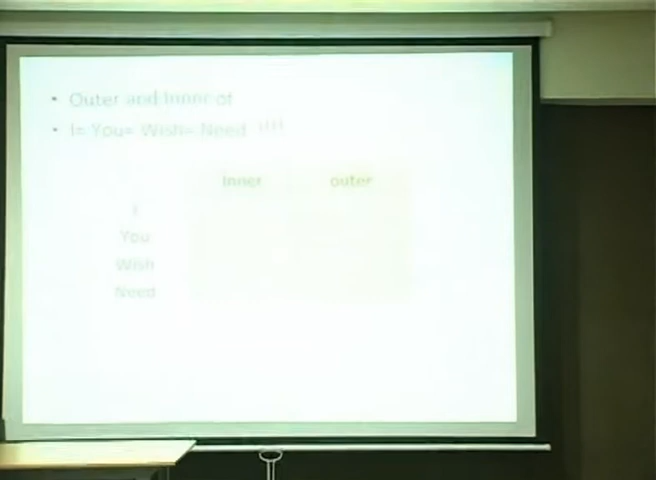 • Outer and Inner of
• I= You= Wish= Need !!!!
Inner outer
I
You
Wish
Need